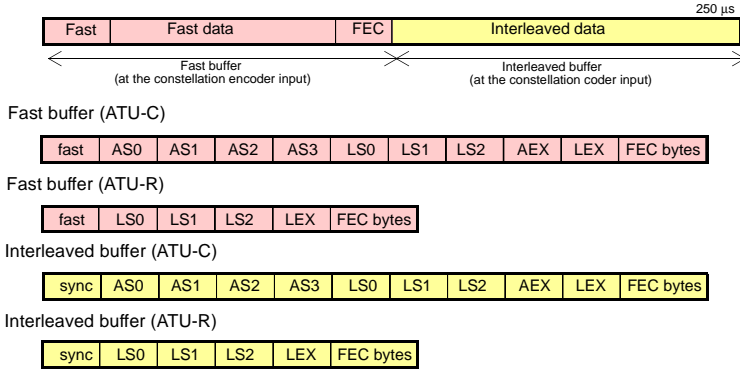 250 µs
Fast Fast data FEC Interleaved data
Fast buffer
(at the constellation encoder input)
Interleaved buffer
(at the constellation coder input)
Fast buffer (ATU-C)
fast AS0 AS1 AS2 AS3 LS0 LS1 LS2 AEX LEX FEC bytes
Fast buffer (ATU-R)
fast LS0 LS1 LS2 LEX FEC bytes
Interleaved buffer (ATU-C)
sync AS0 AS1 AS2 AS3 LS0 LS1 LS2 AEX LEX FEC bytes
Interleaved buffer (ATU-R)
sync LS0 LS1 LS2 LEX FEC bytes